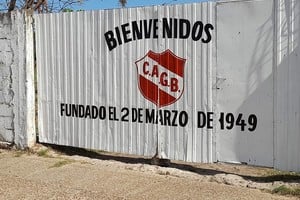 BIENVENIDOS
C.A.G.B.
FUNDADO EL 2 DE MARZO DE 1949